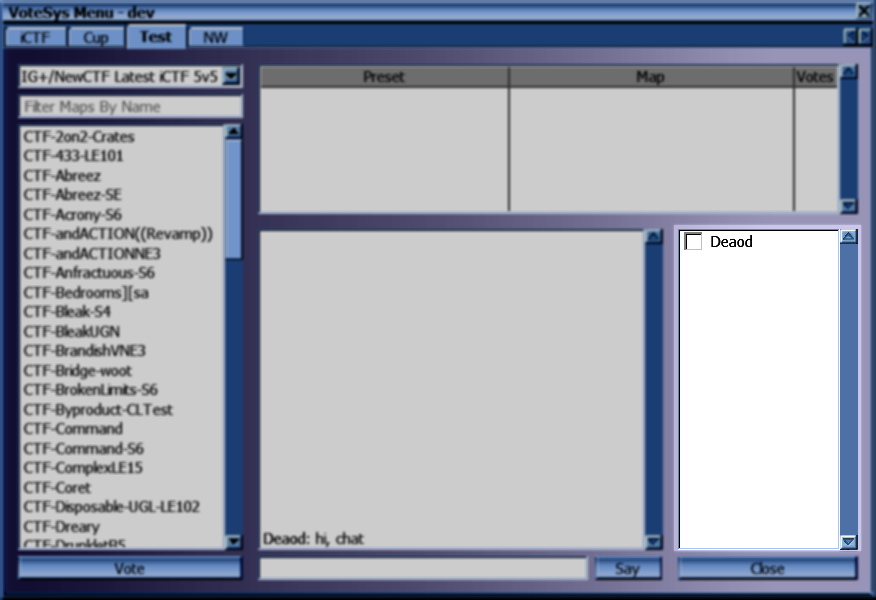 VoteSys Menu - dev
iCTF Cup Test NW
IG+/NewCTF Latest iCTF 5v5
Filter Maps By Name
CTF-2on2-Crates
CTF-433-LE101
CTF-Abreez
CTF-Abreez-SE
CTF-Acrony-S6
CTF-andACTION((Revamp))
CTF-andACTIONNE3
CTF-Anfractuous-S6
CTF-Bedrooms][sa
CTF-Bleak-S4
CTF-BleakUGN
CTF-BrandishVNE3
CTF-Bridge-woot
CTF-BrokenLimits-S6
CTF-Byproduct-CLTest
CTF-Command
CTF-Command-S6
CTF-ComplexLE15
CTF-Coret
CTF-Disposable-UGL-LE102
CTF-Dreary
Vote
Preset Map Votes
Deaod: hi, chat
Say
Deaod
Close